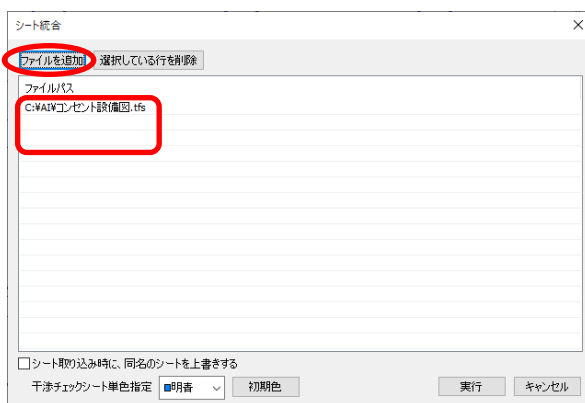 シート統合
ファイルを追加 選択している行を削除
ファイルパス
C:¥AI¥コンセント設備図.tfs
シート取り込み時に、同名のシートを上書きする
干渉チェックシート単色指定 明青 初期色 実行 キャンセル